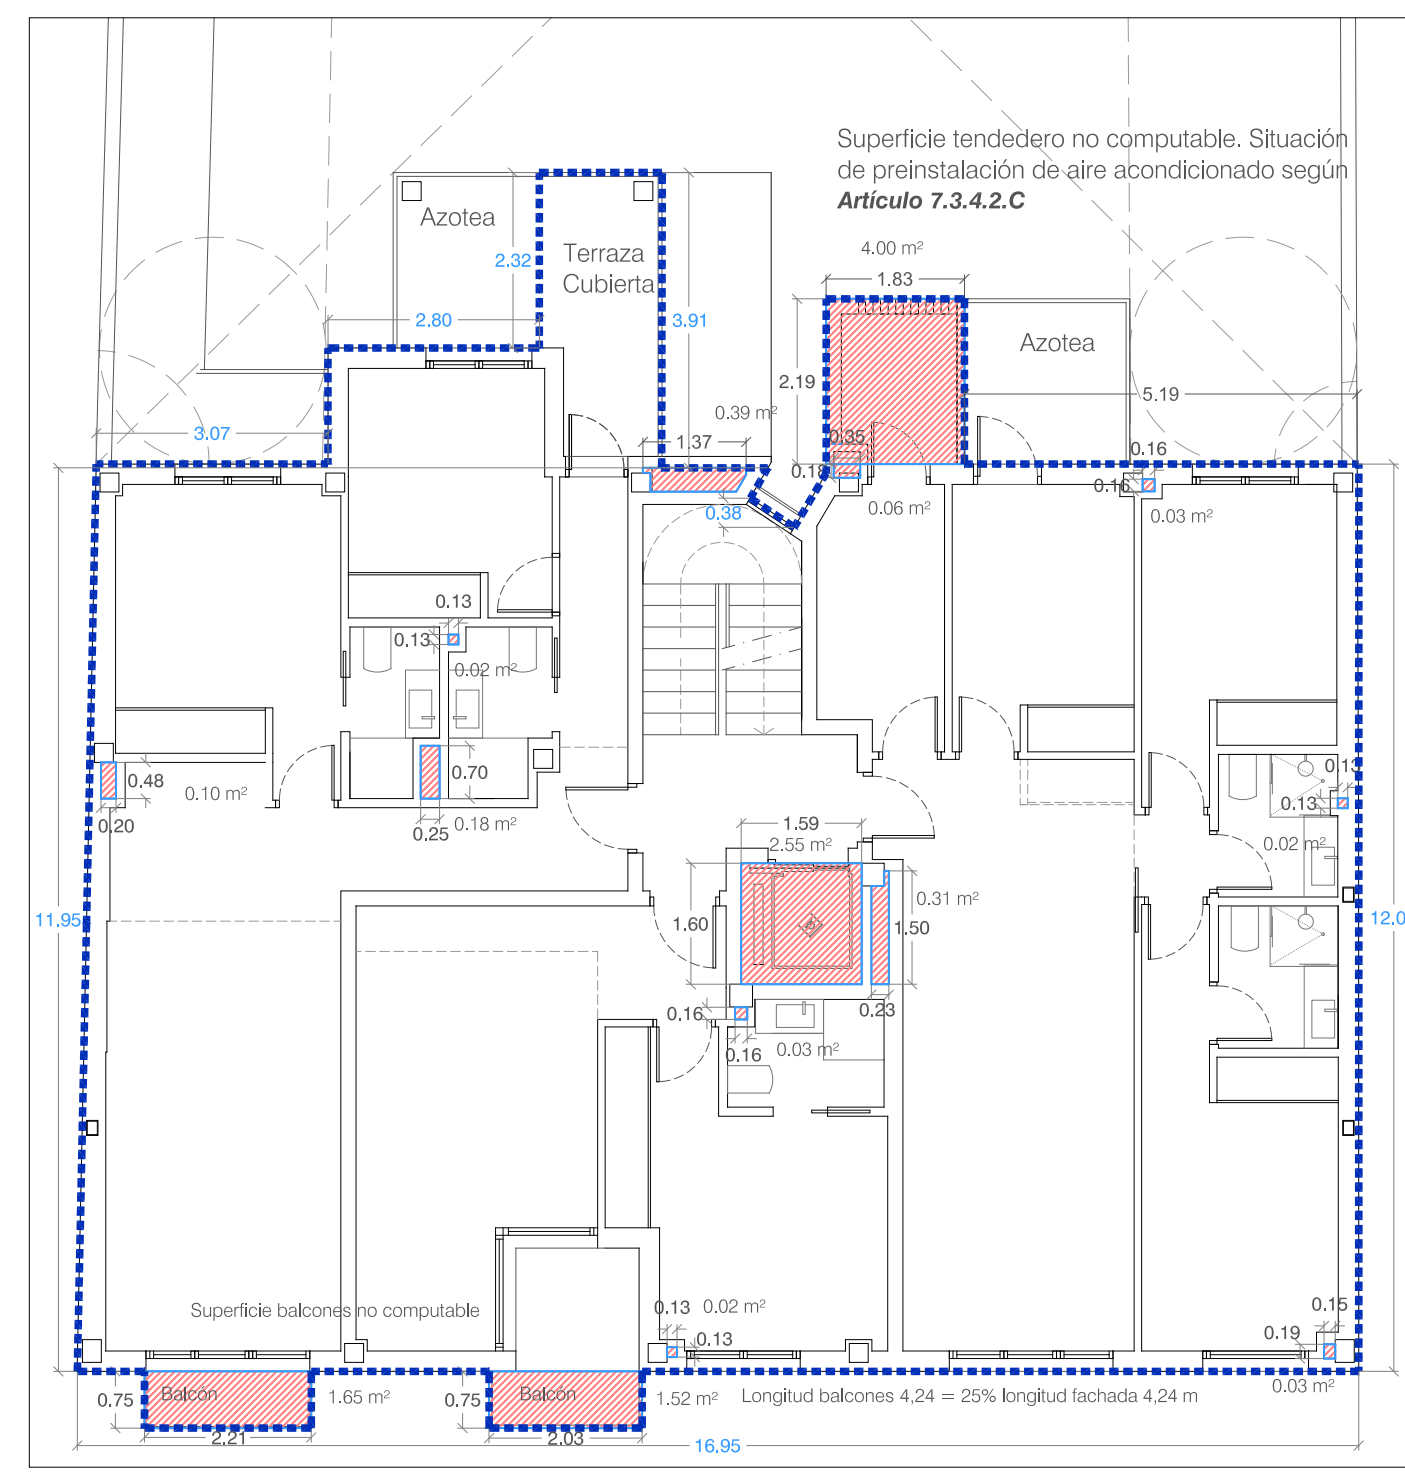 Superficie tendedero no computable. Situación
de preinstalación de aire acondicionado según
Artículo 7.3.4.2.C
4.00 m²
1.83
Azotea
Terraza
Cubierta
2.32
2.80
3.91
Azotea
2.19
5.19
3.07
0.39 m²
1.37
0.35
0.18
0.16
0.16
0.38
0.06 m²
0.03 m²
0.13
0.13
0.02 m²
0.48
0.10 m²
0.20
0.70
0.25
0.18 m²
0.13
0.13
0.02 m²
1.59
2.55 m²
0.31 m²
1.60
1.50
0.23
11.95
0.16
0.16
0.03 m²
12.0
Superficie balcones no computable
0.13
0.02 m²
0.13
0.15
0.19
0.03 m²
0.75
Balcón
1.65 m²
2.21
0.75
Balcón
1.52 m²
2.03
Longitud balcones 4,24 = 25% longitud fachada 4,24 m
16.95